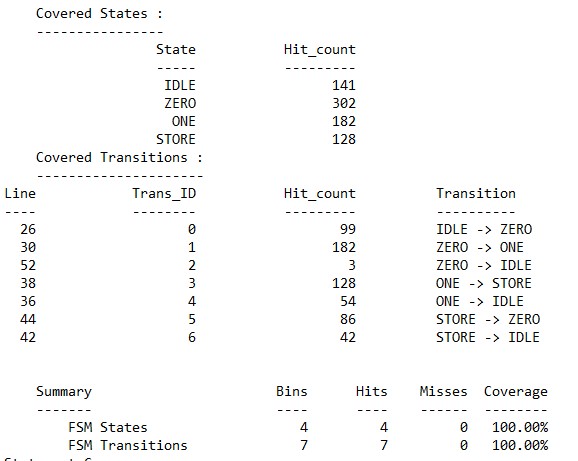 Covered States :
----------------
State Hit_count
----- ---------
IDLE 141
ZERO 302
ONE 182
STORE 128
Covered Transitions :
---------------------
Line Trans_ID Hit_count Transition
---- -------- --------- ----------
26 0 99 IDLE -> ZERO
30 1 182 ZERO -> ONE
52 2 3 ZERO -> IDLE
38 3 128 ONE -> STORE
36 4 54 ONE -> IDLE
44 5 86 STORE -> ZERO
42 6 42 STORE -> IDLE
Summary Bins Hits Misses Coverage
------- ---- ---- ------ --------
FSM States 4 4 0 100.00%
FSM Transitions 7 7 0 100.00%